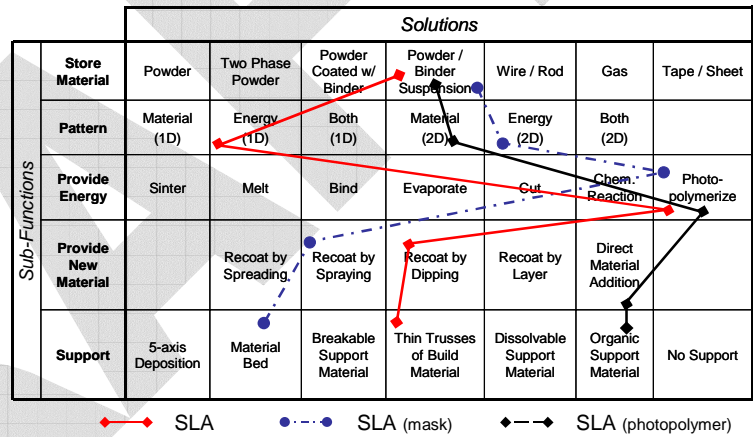 Solutions
Sub-Functions
Store
Material
Powder
Two Phase
Powder
Powder
Coated w/
Binder
Powder /
Binder
Suspension
Wire / Rod
Gas
Tape / Sheet
Pattern
Material
(1D)
Energy
(1D)
Both
(1D)
Material
(2D)
Energy
(2D)
Both
(2D)
Provide
Energy
Sinter
Melt
Bind
Evaporate
Cut
Chem.
Reaction
Photo-
polymerize
Provide
New
Material
Recoat by
Spreading
Recoat by
Spraying
Recoat by
Dipping
Recoat by
Layer
Direct
Material
Addition
Support
5-axis
Deposition
Material
Bed
Breakable
Support
Material
Thin Trusses
of Build
Material
Dissolvable
Support
Material
Organic
Support
Material
No Support
SLA
SLA (mask)
SLA (photopolymer)